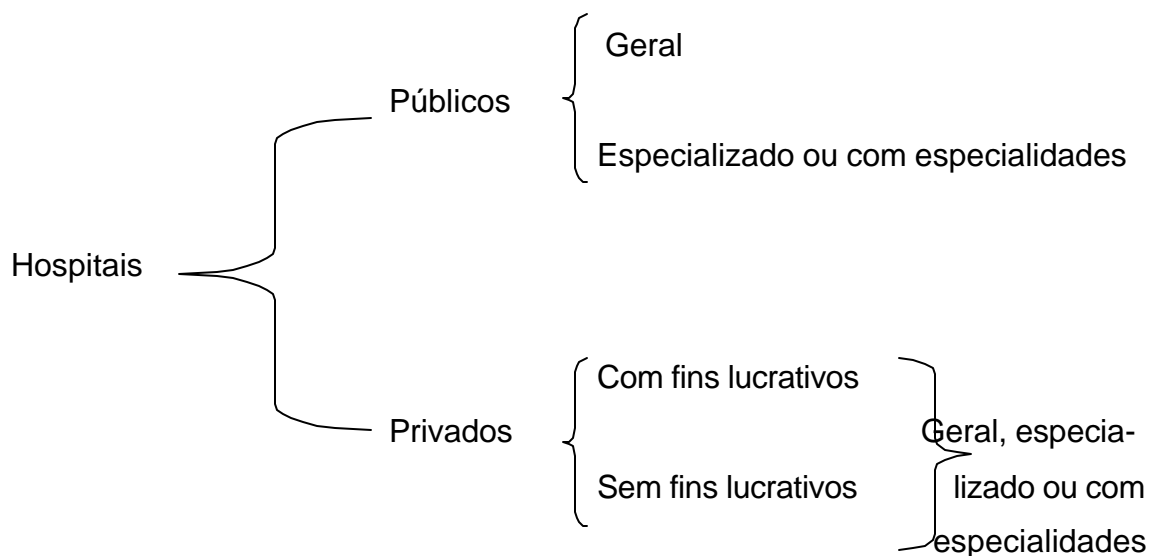 Geral
Públicos
Especializado ou com especialidades
Hospitais
Com fins lucrativos
Privados
Geral, especia-
Sem fins lucrativos
lizado ou com
especialidades